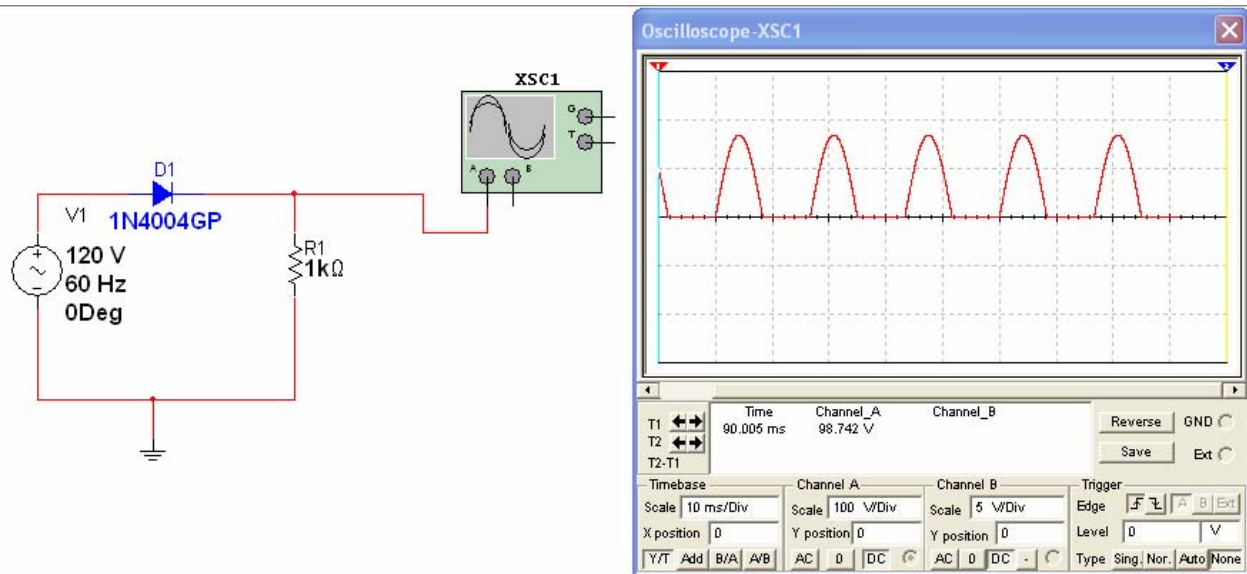 Oscilloscope-XSC1
XSC1
G
T
A
B
D1
1N4004GP
V1
120 V
60 Hz
0Deg
R1
1kΩ
1
2
Time Channel_A Channel_B
90.005 ms 98.742 V
T1
T2
T2-T1
Reverse GND
Save Ext
Timebase
Scale 10 ms/Div
X position 0
Y/T Add B/A A/B
Channel A
Scale 100 V/Div
Y position 0
AC 0 DC
Channel B
Scale 5 V/Div
Y position 0
AC 0 DC -
Trigger
Edge A B Ext
Level 0 V
Type Sing. Nor. Auto None